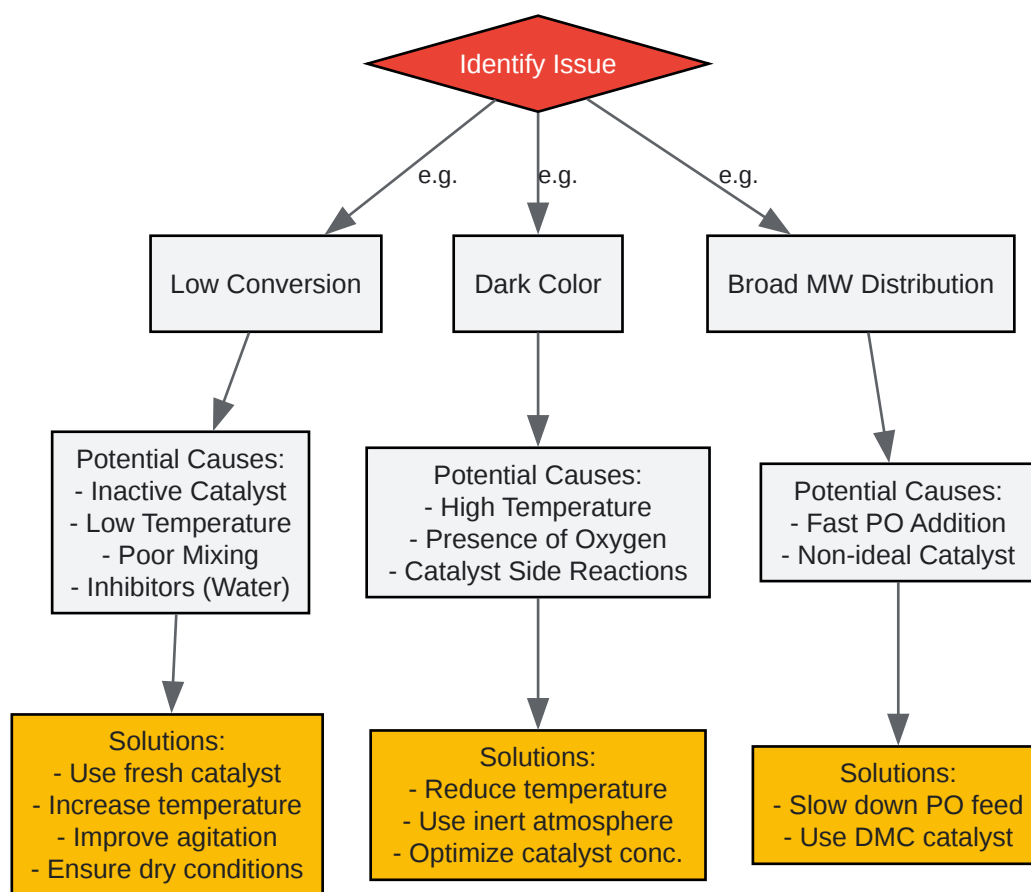 Identify Issue
e.g.
e.g.
e.g.
Low Conversion
Dark Color
Broad MW Distribution
Potential Causes:
- Inactive Catalyst
- Low Temperature
- Poor Mixing
- Inhibitors (Water)
Potential Causes:
- High Temperature
- Presence of Oxygen
- Catalyst Side Reactions
Potential Causes:
- Fast PO Addition
- Non-ideal Catalyst
Solutions:
- Use fresh catalyst
- Increase temperature
- Improve agitation
- Ensure dry conditions
Solutions:
- Reduce temperature
- Use inert atmosphere
- Optimize catalyst conc.
Solutions:
- Slow down PO feed
- Use DMC catalyst